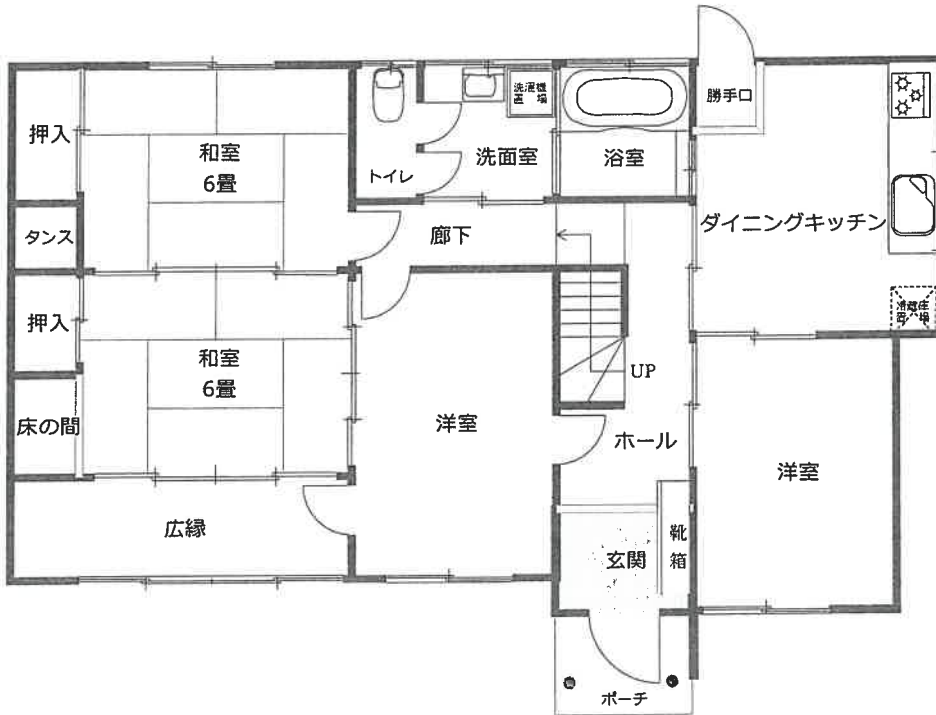 勝手口
洗濯機
置場
押入
和室
6畳
トイレ
洗面室
浴室
タンス
廊下
ダイニングキッチン
冷蔵庫
置場
押入
和室
6畳
UP
床の間
洋室
ホール
洋室
広縁
玄関
靴
箱
ポーチ